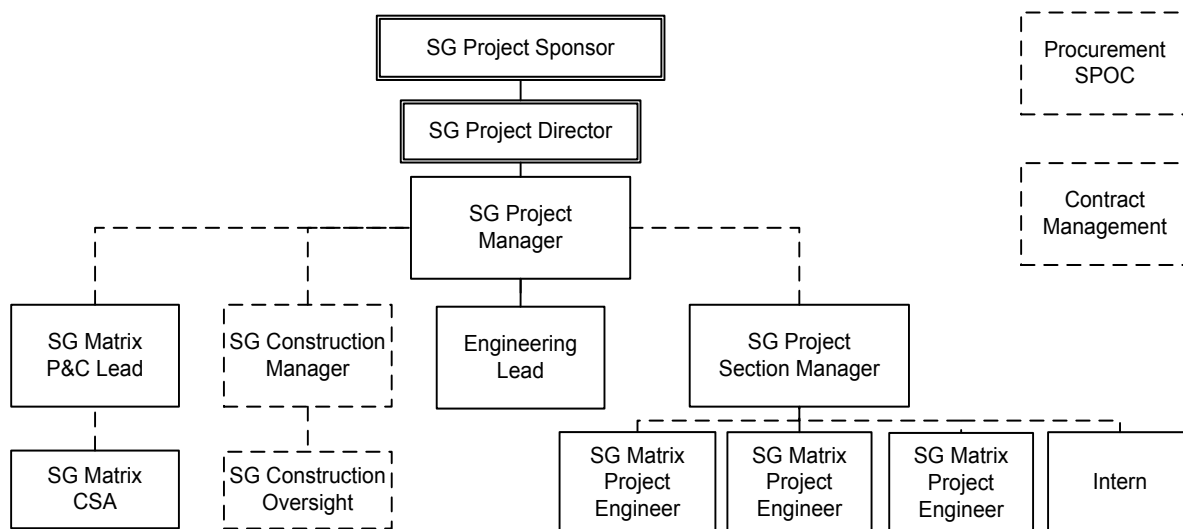 SG Project Sponsor
Procurement
SPOC
SG Project Director
SG Project
Manager
Contract
Management
SG Matrix
P&C Lead
SG Construction
Manager
Engineering
Lead
SG Project
Section Manager
SG Matrix
CSA
SG Construction
Oversight
SG Matrix
Project
Engineer
SG Matrix
Project
Engineer
SG Matrix
Project
Engineer
Intern